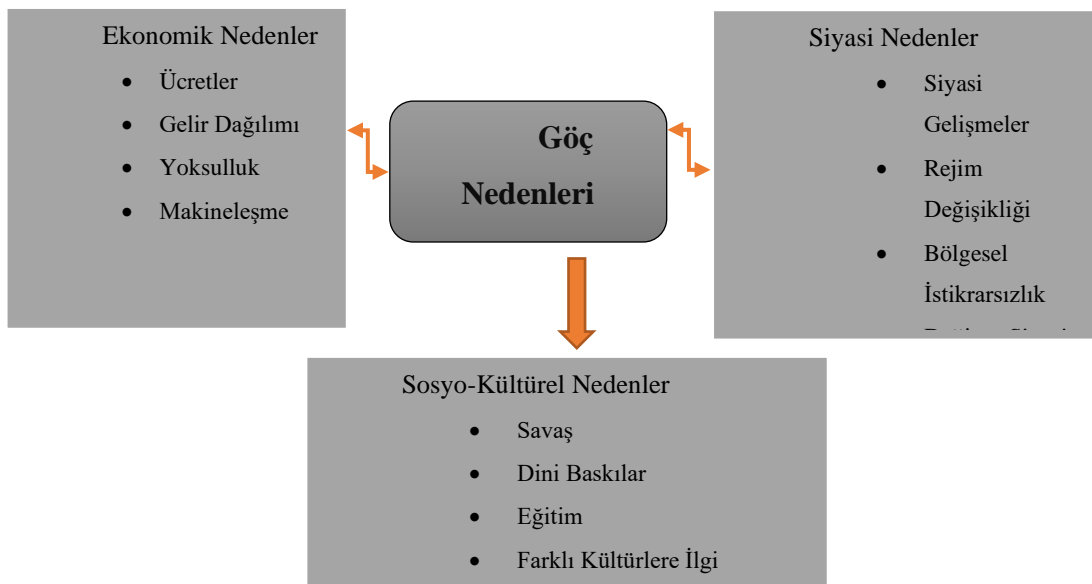 Ekonomik Nedenler
• Ücretler
• Gelir Dağılımı
• Yoksulluk
• Makineleşme
Göç
Nedenleri
Siyasi Nedenler
• Siyasi
Gelişmeler
• Rejim
Değişikliği
• Bölgesel
İstikrarsızlık
Sosyo-Kültürel Nedenler
• Savaş
• Dini Baskılar
• Eğitim
• Farklı Kültürlere İlgi